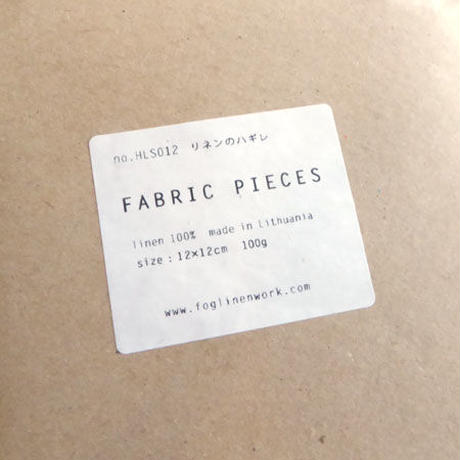 no.HLS012 リネンのハギレ
FABRIC PIECES
linen 100% made in Lithuania
size : 12×12cm 100g
www.foglinenwork.com